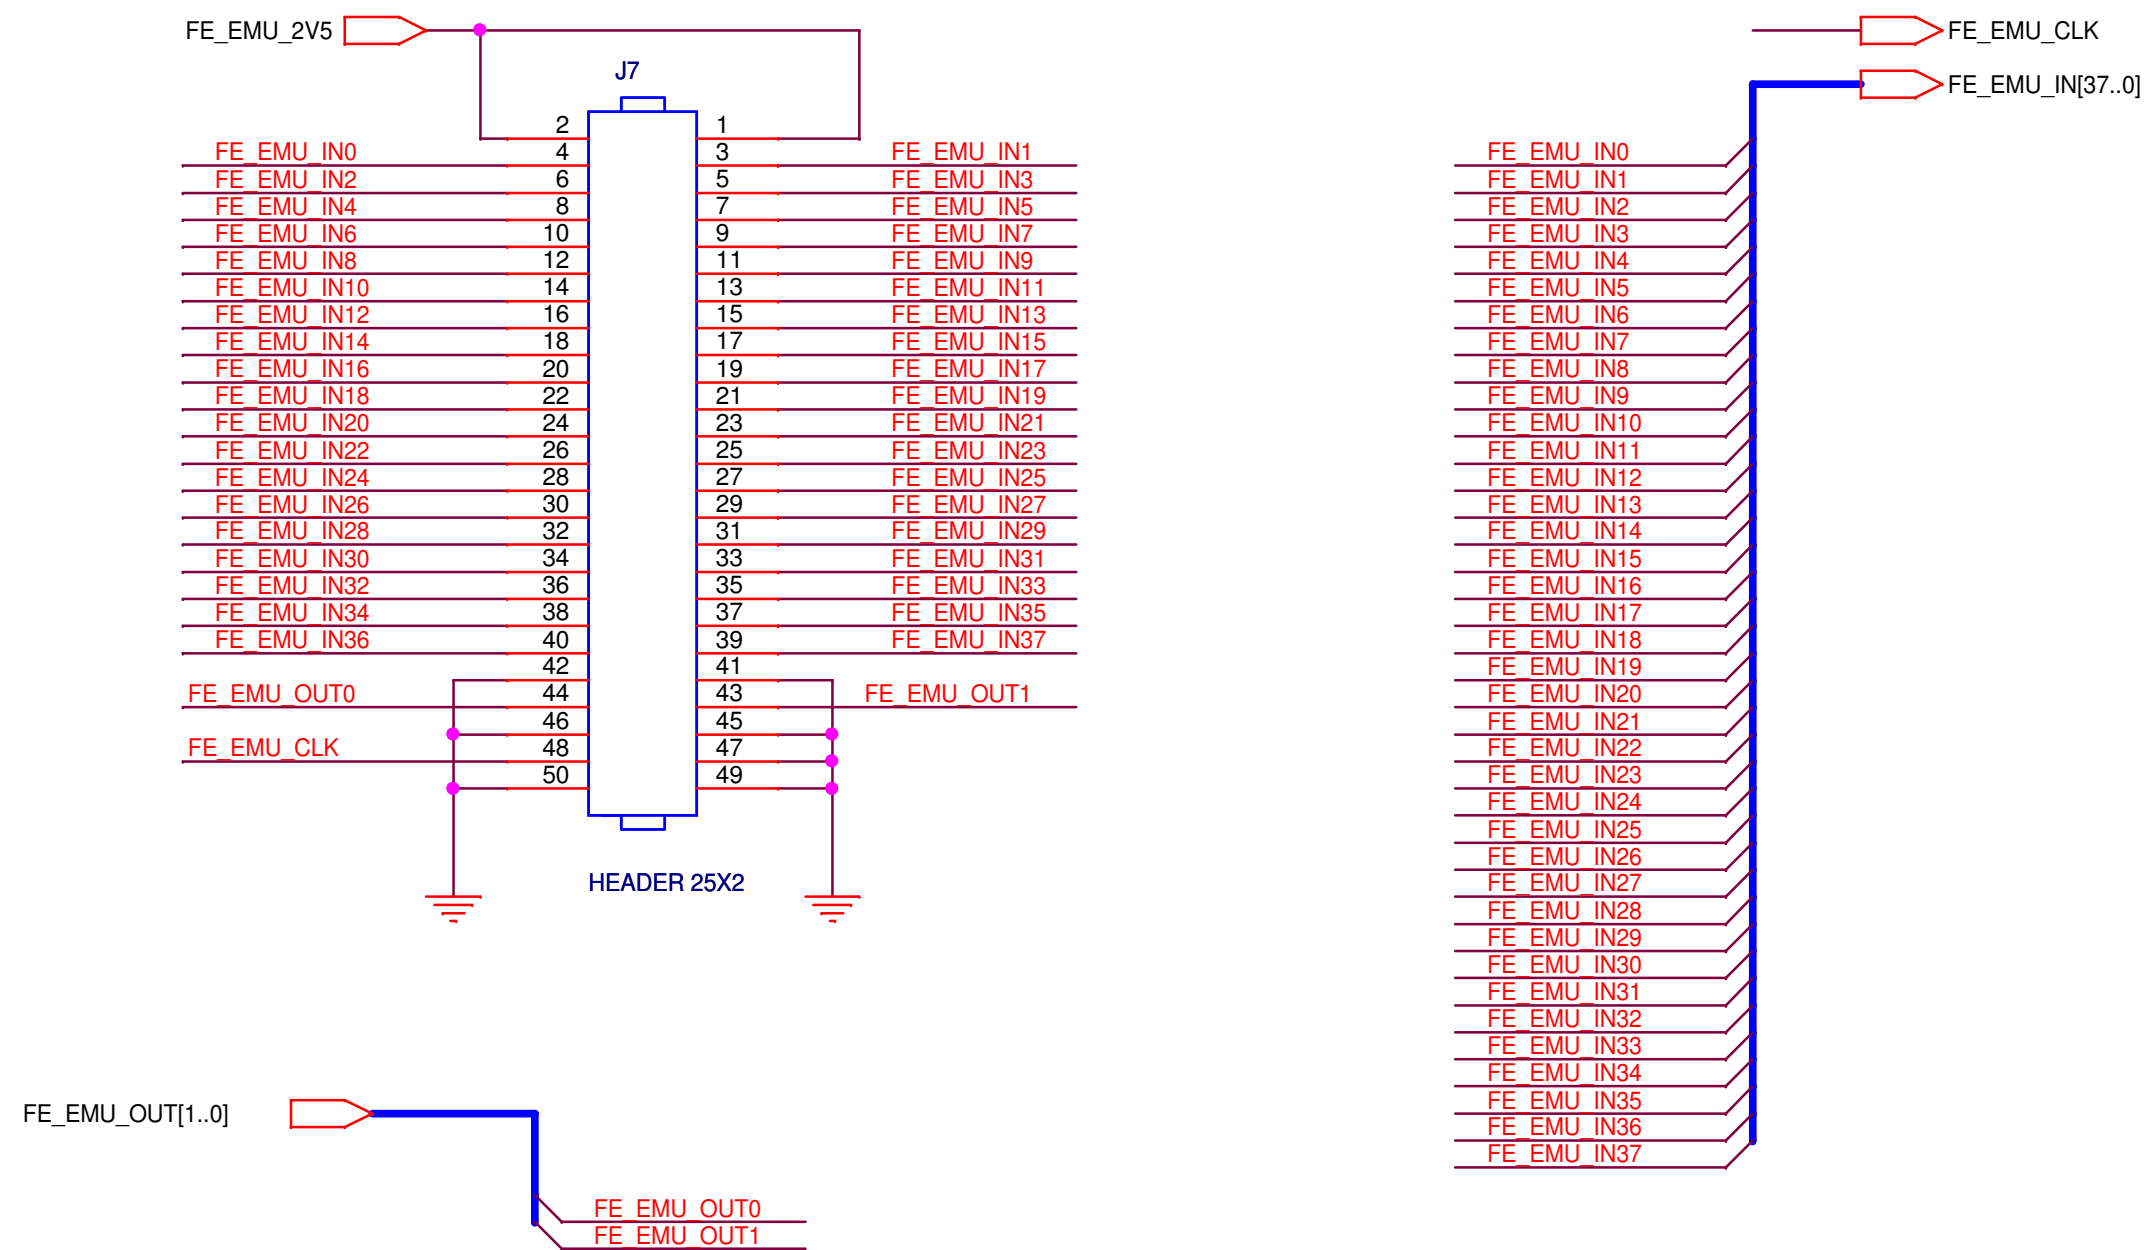 FE_EMU_2V5
FE_EMU_CLK
FE_EMU_IN[37..0]
J7
2 1
FE_EMU_IN0 4 3 FE_EMU_IN1
FE_EMU_IN2 6 5 FE_EMU_IN3
FE_EMU_IN4 8 7 FE_EMU_IN5
FE_EMU_IN6 10 9 FE_EMU_IN7
FE_EMU_IN8 12 11 FE_EMU_IN9
FE_EMU_IN10 14 13 FE_EMU_IN11
FE_EMU_IN12 16 15 FE_EMU_IN13
FE_EMU_IN14 18 17 FE_EMU_IN15
FE_EMU_IN16 20 19 FE_EMU_IN17
FE_EMU_IN18 22 21 FE_EMU_IN19
FE_EMU_IN20 24 23 FE_EMU_IN21
FE_EMU_IN22 26 25 FE_EMU_IN23
FE_EMU_IN24 28 27 FE_EMU_IN25
FE_EMU_IN26 30 29 FE_EMU_IN27
FE_EMU_IN28 32 31 FE_EMU_IN29
FE_EMU_IN30 34 33 FE_EMU_IN31
FE_EMU_IN32 36 35 FE_EMU_IN33
FE_EMU_IN34 38 37 FE_EMU_IN35
FE_EMU_IN36 40 39 FE_EMU_IN37
42 41
FE_EMU_OUT0 44 43 FE_EMU_OUT1
46 45
FE_EMU_CLK 48 47
50 49
HEADER 25X2
FE_EMU_IN0
FE_EMU_IN1
FE_EMU_IN2
FE_EMU_IN3
FE_EMU_IN4
FE_EMU_IN5
FE_EMU_IN6
FE_EMU_IN7
FE_EMU_IN8
FE_EMU_IN9
FE_EMU_IN10
FE_EMU_IN11
FE_EMU_IN12
FE_EMU_IN13
FE_EMU_IN14
FE_EMU_IN15
FE_EMU_IN16
FE_EMU_IN17
FE_EMU_IN18
FE_EMU_IN19
FE_EMU_IN20
FE_EMU_IN21
FE_EMU_IN22
FE_EMU_IN23
FE_EMU_IN24
FE_EMU_IN25
FE_EMU_IN26
FE_EMU_IN27
FE_EMU_IN28
FE_EMU_IN29
FE_EMU_IN30
FE_EMU_IN31
FE_EMU_IN32
FE_EMU_IN33
FE_EMU_IN34
FE_EMU_IN35
FE_EMU_IN36
FE_EMU_IN37
FE_EMU_OUT[1..0]
FE_EMU_OUT0
FE_EMU_OUT1